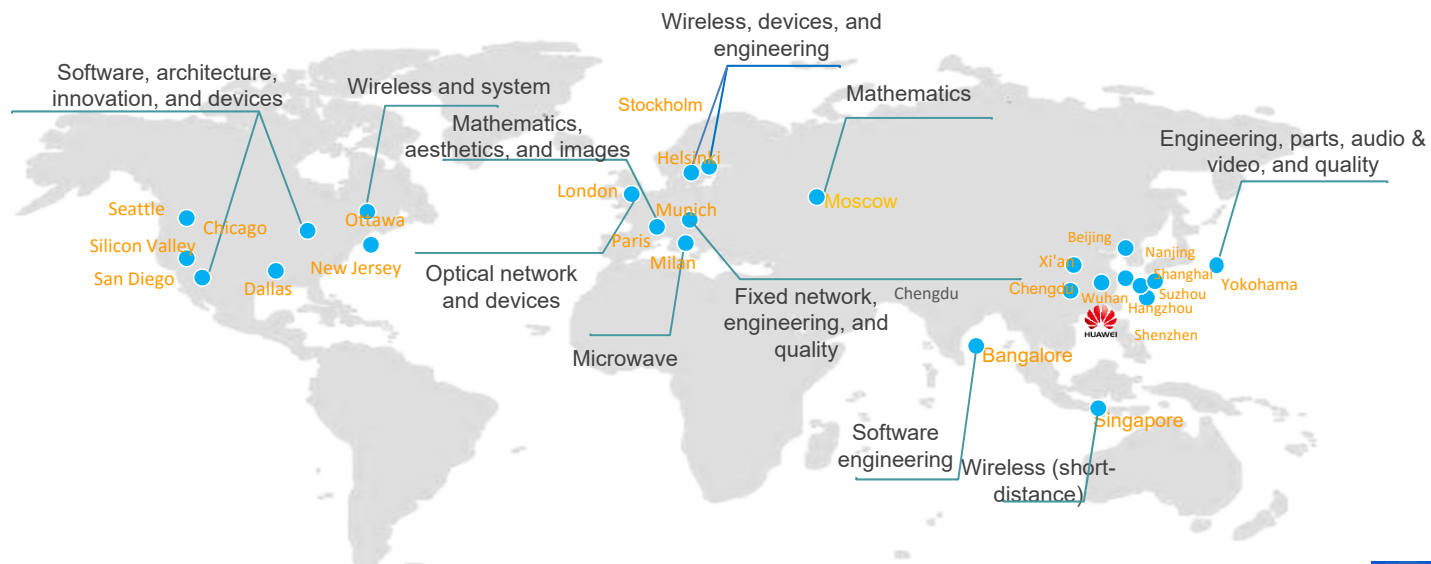 Wireless, devices, and
engineering
Software, architecture,
innovation, and devices
Wireless and system
Mathematics
Stockholm
Mathematics,
aesthetics, and images
Engineering, parts, audio &
video, and quality
Helsinki
London
Seattle
Chicago
Ottawa
Munich
Moscow
Paris
Milan
Silicon Valley
San Diego
New Jersey
Dallas
Beijing
Nanjing
Xi'an
Shanghai
Chengdu
Suzhou
Yokohama
Wuhan
Hangzhou
HUAWEI
Shenzhen
Optical network
and devices
Fixed network,
engineering, and
quality
Chengdu
Microwave
Bangalore
Singapore
Software
engineering
Wireless (short-
distance)